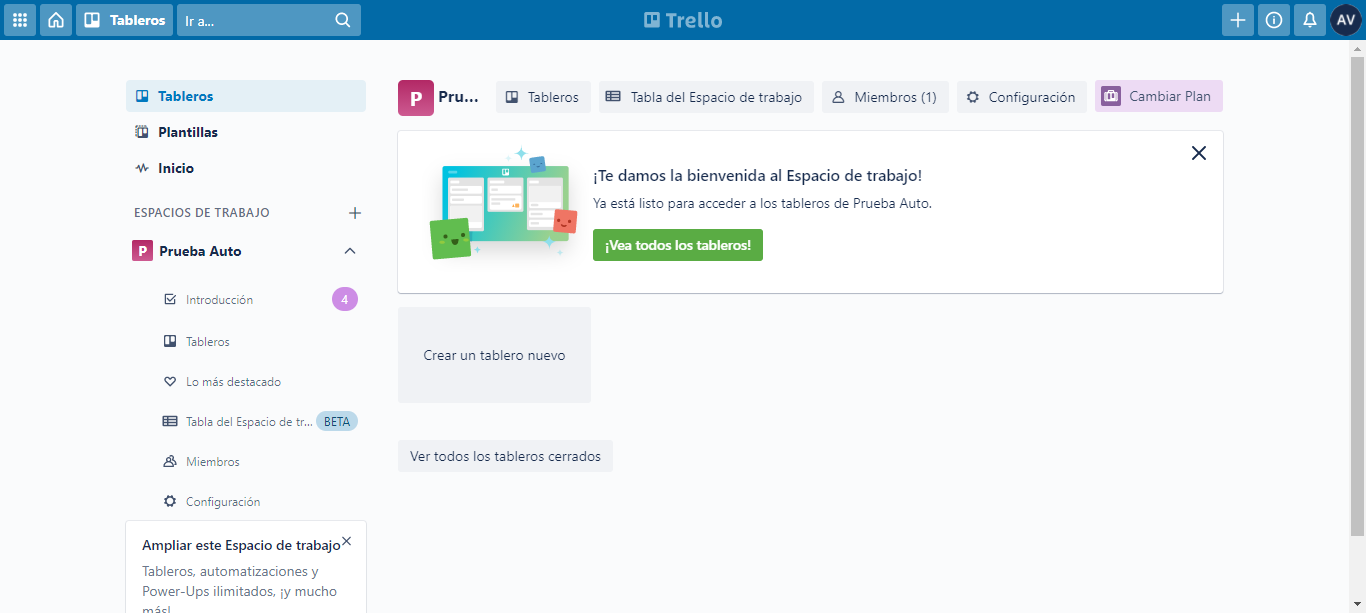 Tableros
Ir a...
Trello
AV
Tableros
Plantillas
Inicio
ESPACIOS DE TRABAJO
P Prueba Auto
Introducción 4
Tableros
Lo más destacado
Tabla del Espacio de tr... BETA
Miembros
Configuración
Ampliar este Espacio de trabajo
Tableros, automatizaciones y
Power-Ups ilimitados, ¡y mucho
más!
P Pru...
Tableros
Tabla del Espacio de trabajo
Miembros (1)
Configuración
Cambiar Plan
¡Te damos la bienvenida al Espacio de trabajo!
Ya está listo para acceder a los tableros de Prueba Auto.
¡Vea todos los tableros!
Crear un tablero nuevo
Ver todos los tableros cerrados